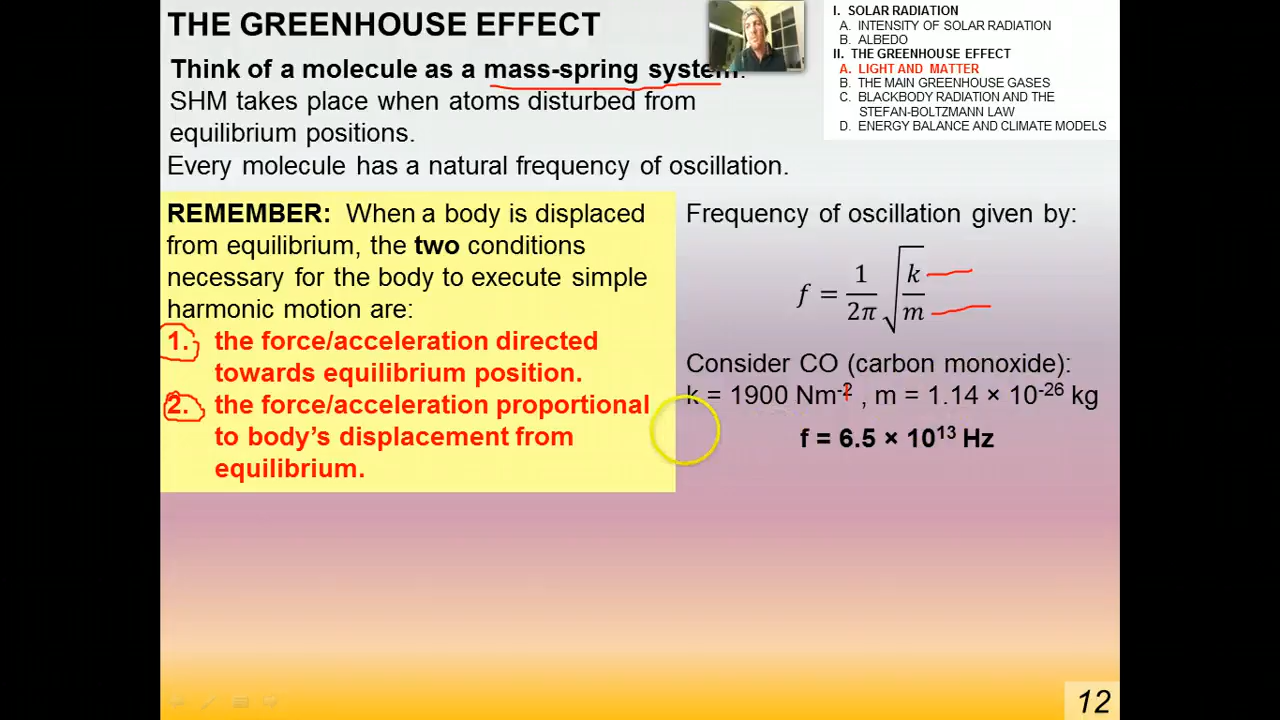 THE GREENHOUSE EFFECT
Think of a molecule as a mass-spring system.
SHM takes place when atoms disturbed from
equilibrium positions.
Every molecule has a natural frequency of oscillation.
I. SOLAR RADIATION
A. INTENSITY OF SOLAR RADIATION
B. ALBEDO
II. THE GREENHOUSE EFFECT
A. LIGHT AND MATTER
B. THE MAIN GREENHOUSE GASES
C. BLACKBODY RADIATION AND THE
STEFAN-BOLTZMANN LAW
D. ENERGY BALANCE AND CLIMATE MODELS
REMEMBER: When a body is displaced
from equilibrium, the two conditions
necessary for the body to execute simple
harmonic motion are:
1. the force/acceleration directed
towards equilibrium position.
2. the force/acceleration proportional
to body's displacement from
equilibrium.
Frequency of oscillation given by:
f = 1/2π √k/m
Consider CO (carbon monoxide):
k = 1900 Nm⁻² , m = 1.14 × 10⁻²⁶ kg
f = 6.5 × 10¹³ Hz
12